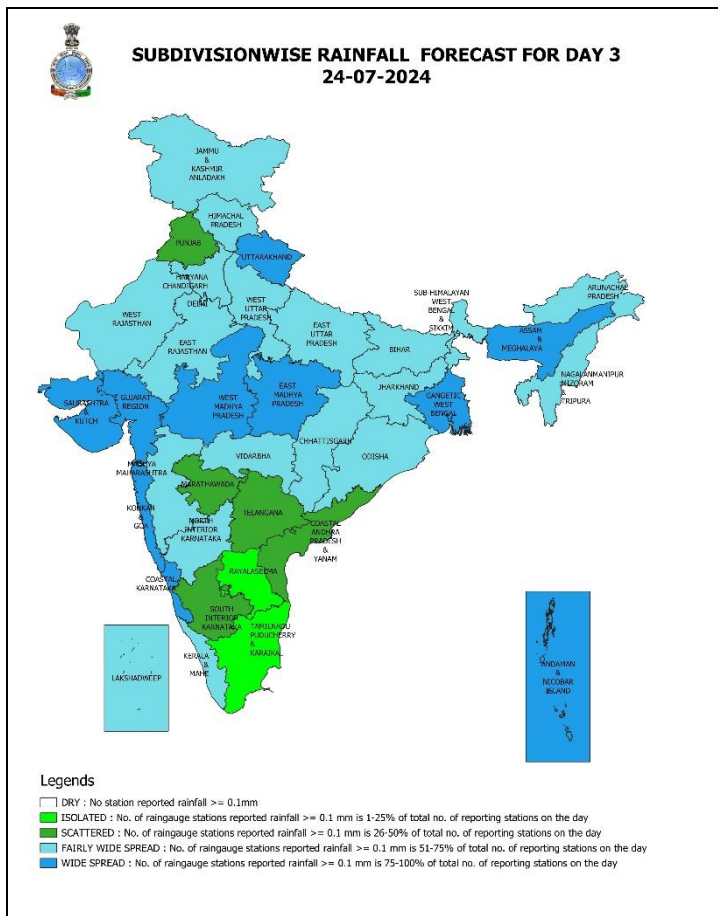 SUBDIVISIONWISE RAINFALL FORECAST FOR DAY 3
24-07-2024
JAMMU
&
KASHMIR
ANLADAKH
HIMACHAL
PRADESH
PUNJAB
UTTARAKHAND
HARYANA
CHANDIGARH
&
DELHI
WEST
RAJASTHAN
WEST
UTTAR
PRADESH
EAST
RAJASTHAN
EAST
UTTAR
PRADESH
SUB-HIMALAYAN
WEST
BENGAL
&
SIKKIM
ARUNACHAL
PRADESH
ASSAM
&
MEGHALAYA
BIHAR
NAGALANMANIPUR
MIZORAM
&
TRIPURA
JHARKHAND
GANGETIC
WEST
BENGAL
SAURASHTRA
&
KUTCH
GUJARAT
REGION
WEST
MADHYA
PRADESH
EAST
MADHYA
PRADESH
CHHATTISGARH
ODISHA
VIDARBHA
MADHYA
MAHARASHTRA
MARATHAWADA
KONKAN
&
GOA
TELANGANA
NORTH
INTERIOR
KARNATAKA
COASTAL
ANDHRA
PRADESH
&
YANAM
RAYALASEEMA
COASTAL
KARNATAKA
SOUTH
INTERIOR
KARNATAKA
TAMILNADU
PUDUCHERRY
&
KARAIKAL
KERALA
&
MAHE
LAKSHADWEEP
ANDAMAN
&
NICOBAR
ISLAND
Legends
DRY : No station reported rainfall >= 0.1mm
ISOLATED : No. of raingauge stations reported rainfall >= 0.1 mm is 1-25% of total no. of reporting stations on the day
SCATTERED : No. of raingauge stations reported rainfall >= 0.1 mm is 26-50% of total no. of reporting stations on the day
FAIRLY WIDE SPREAD : No. of raingauge stations reported rainfall >= 0.1 mm is 51-75% of total no. of reporting stations on the day
WIDE SPREAD : No. of raingauge stations reported rainfall >= 0.1 mm is 75-100% of total no. of reporting stations on the day